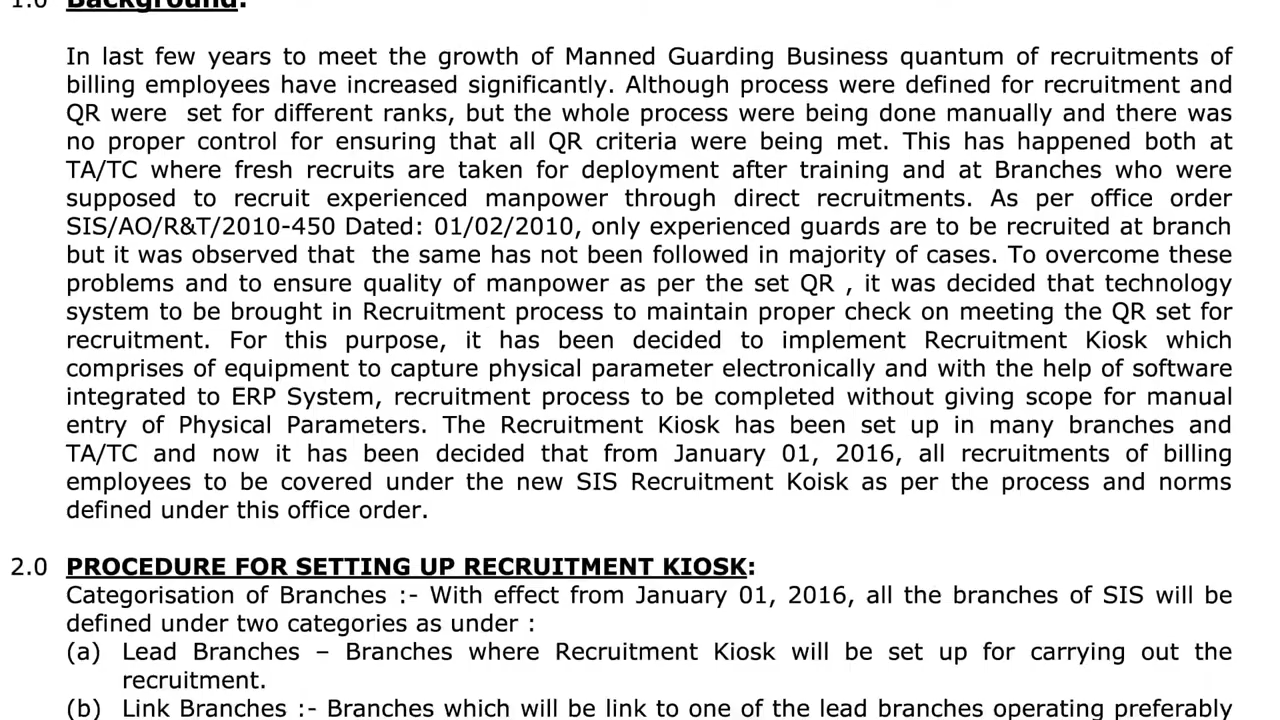 1.0 Background:
In last few years to meet the growth of Manned Guarding Business quantum of recruitments of
billing employees have increased significantly. Although process were defined for recruitment and
QR were  set for different ranks, but the whole process were being done manually and there was
no proper control for ensuring that all QR criteria were being met. This has happened both at
TA/TC where fresh recruits are taken for deployment after training and at Branches who were
supposed to recruit experienced manpower through direct recruitments. As per office order
SIS/AO/R&T/2010-450 Dated: 01/02/2010, only experienced guards are to be recruited at branch
but it was observed that  the same has not been followed in majority of cases. To overcome these
problems and to ensure quality of manpower as per the set QR , it was decided that technology
system to be brought in Recruitment process to maintain proper check on meeting the QR set for
recruitment. For this purpose, it has been decided to implement Recruitment Kiosk which
comprises of equipment to capture physical parameter electronically and with the help of software
integrated to ERP System, recruitment process to be completed without giving scope for manual
entry of Physical Parameters. The Recruitment Kiosk has been set up in many branches and
TA/TC and now it has been decided that from January 01, 2016, all recruitments of billing
employees to be covered under the new SIS Recruitment Koisk as per the process and norms
defined under this office order.
2.0 PROCEDURE FOR SETTING UP RECRUITMENT KIOSK:
Categorisation of Branches :- With effect from January 01, 2016, all the branches of SIS will be
defined under two categories as under :
(a) Lead Branches – Branches where Recruitment Kiosk will be set up for carrying out the
recruitment.
(b) Link Branches :- Branches which will be link to one of the lead branches operating preferably